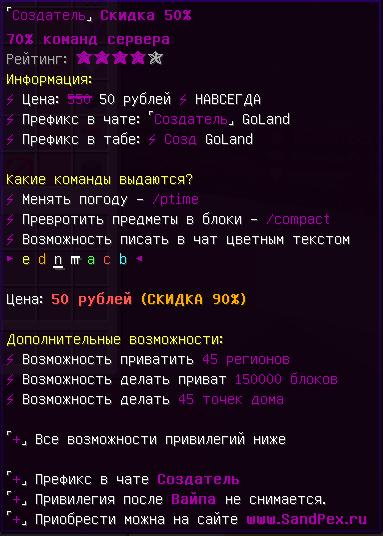 「Создатель」 Скидка 50%
70% команд сервера
Рейтинг: ★★★★★
Информация:
⚡ Цена: 550 50 рублей ⚡ НАВСЕГДА
⚡ Префикс в чате: 「Создатель」 GoLand
⚡ Префикс в табе: ⚡ Созд GoLand
Какие команды выдаются?
⚡ Менять погоду - /ptime
⚡ Превротить предметы в блоки - /compact
⚡ Возможность писать в чат цветным текстом
▸ e d n m a c b ◂
Цена: 50 рублей (СКИДКА 90%)
Дополнительные возможности:
⚡ Возможность приватить 45 регионов
⚡ Возможность делать приват 150000 блоков
⚡ Возможность делать 45 точек дома
「+」 Все возможности привилегий ниже
「+」 Префикс в чате Создатель
「+」 Привилегия после Вайпа не снимается.
「+」 Приобрести можна на сайте www.SandPex.ru